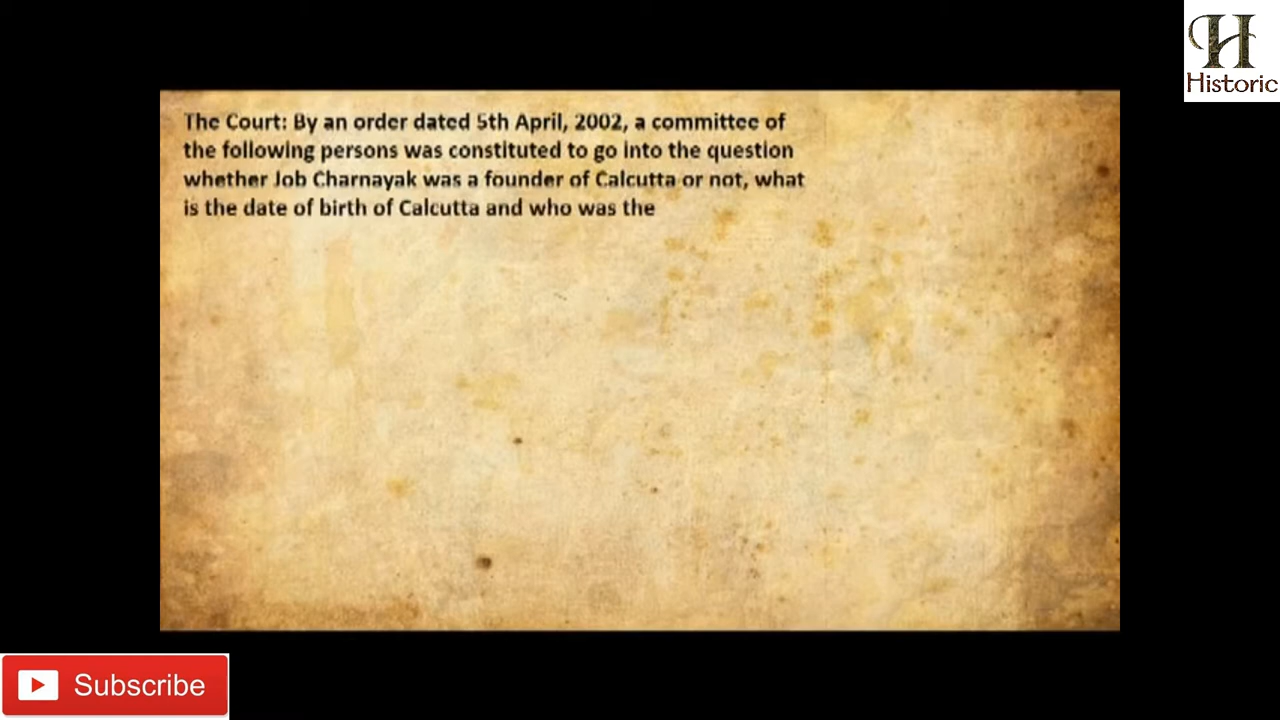 H
Historic
The Court: By an order dated 5th April, 2002, a committee of
the following persons was constituted to go into the question
whether Job Charnayak was a founder of Calcutta or not, what
is the date of birth of Calcutta and who was the
Subscribe